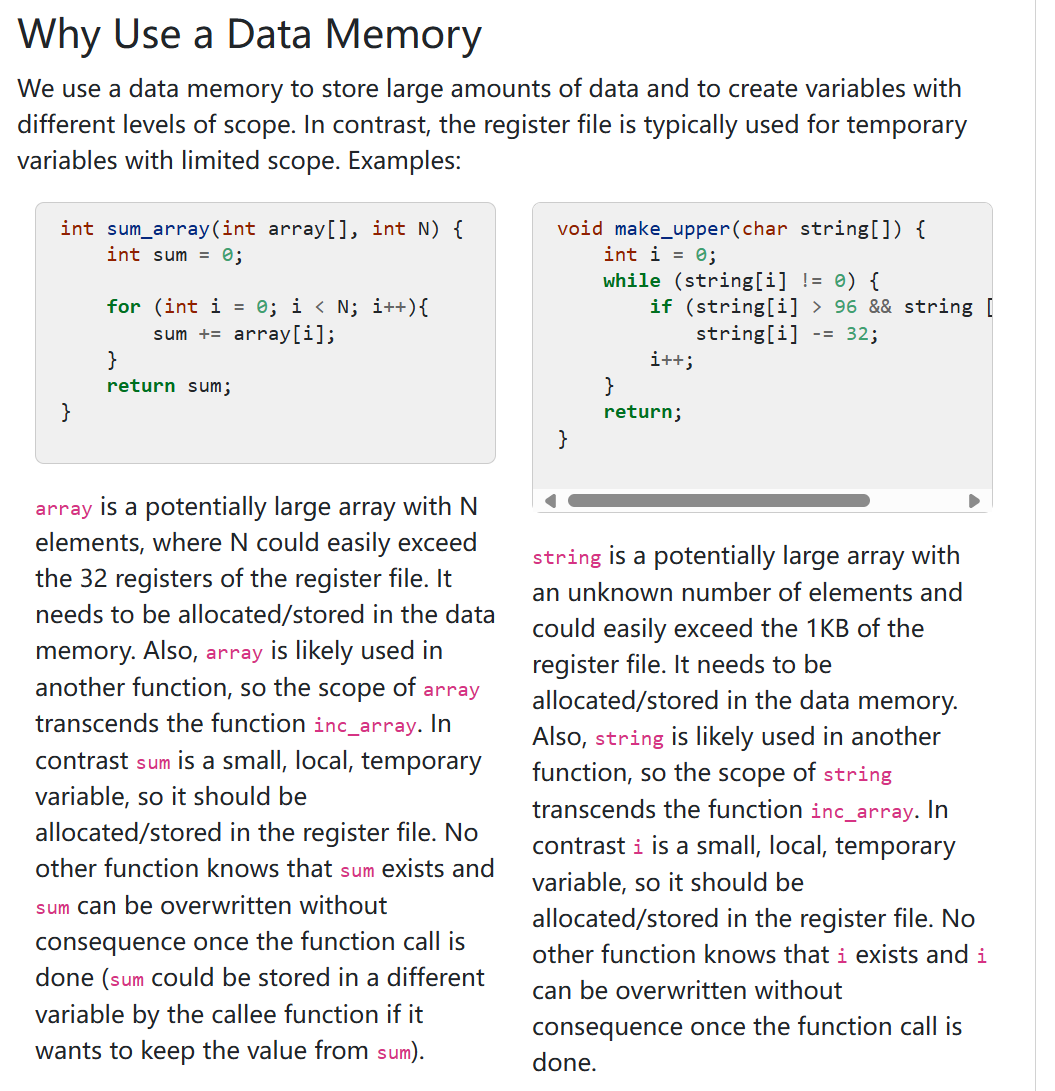 Why Use a Data Memory
We use a data memory to store large amounts of data and to create variables with
different levels of scope. In contrast, the register file is typically used for temporary
variables with limited scope. Examples:
int sum_array(int array[], int N) {
    int sum = 0;

    for (int i = 0; i < N; i++){
        sum += array[i];
    }
    return sum;
}
array is a potentially large array with N
elements, where N could easily exceed
the 32 registers of the register file. It
needs to be allocated/stored in the data
memory. Also, array is likely used in
another function, so the scope of array
transcends the function inc_array. In
contrast sum is a small, local, temporary
variable, so it should be
allocated/stored in the register file. No
other function knows that sum exists and
sum can be overwritten without
consequence once the function call is
done (sum could be stored in a different
variable by the callee function if it
wants to keep the value from sum).
void make_upper(char string[]) {
    int i = 0;
    while (string[i] != 0) {
        if (string[i] > 96 && string [
            string[i] -= 32;
        i++;
    }
    return;
}
string is a potentially large array with
an unknown number of elements and
could easily exceed the 1KB of the
register file. It needs to be
allocated/stored in the data memory.
Also, string is likely used in another
function, so the scope of string
transcends the function inc_array. In
contrast i is a small, local, temporary
variable, so it should be
allocated/stored in the register file. No
other function knows that i exists and i
can be overwritten without
consequence once the function call is
done.